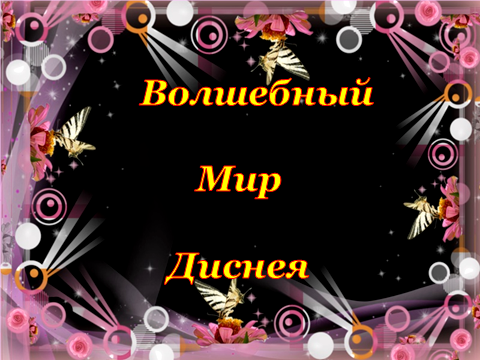 Волшебный
Мир
Диснея